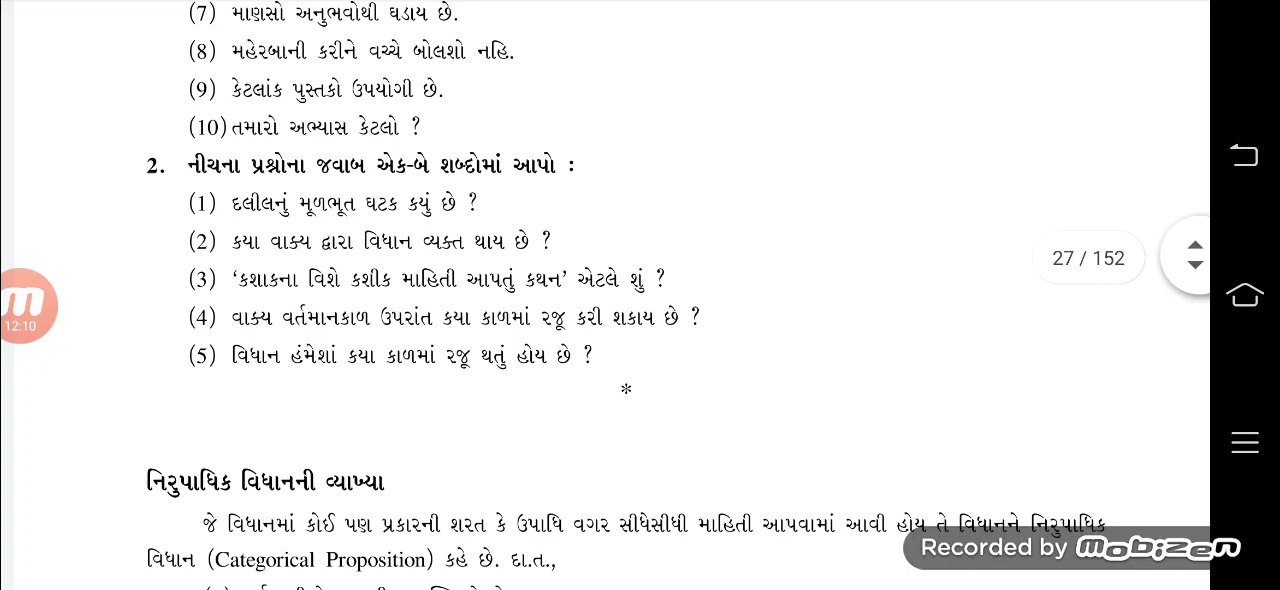 (7) માણસો અનુભવોથી ઘડાય છે.
(8) મહેરબાની કરીને વચ્ચે બોલશો નહિ.
(9) કેટલાંક પુસ્તકો ઉપયોગી છે.
(10) તમારો અભ્યાસ કેટલો ?
2. નીચના પ્રશ્નોના જવાબ એક-બે શબ્દોમાં આપો :
(1) દલીલનું મૂળભૂત ઘટક કયું છે ?
(2) કયા વાક્ય દ્વારા વિધાન વ્યક્ત થાય છે ?
(3) ‘કશાકના વિશે કશીક માહિતી આપતું કથન’ એટલે શું ?
(4) વાક્ય વર્તમાનકાળ ઉપરાંત કયા કાળમાં રજૂ કરી શકાય છે ?
(5) વિધાન હંમેશાં કયા કાળમાં રજૂ થતું હોય છે ?
*
નિરુપાધિક વિધાનની વ્યાખ્યા
જે વિધાનમાં કોઈ પણ પ્રકારની શરત કે ઉપાધિ વગર સીધેસીધી માહિતી આપવામાં આવી હોય તે વિધાનને નિરુપાધિક
વિધાન (Categorical Proposition) કહે છે. દા.ત.,
27 / 152
12:10
Recorded by mobizen